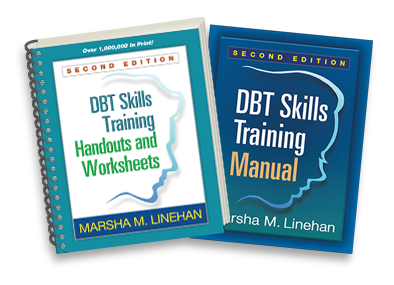 Over 1,000,000 in Print!
SECOND EDITION
DBT Skills
Training
Handouts and
Worksheets
MARSHA M. LINEHAN
SECOND EDITION
DBT Skills
Training
Manual
arsha M. Linehan